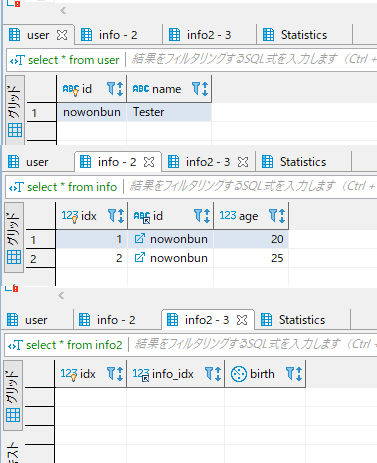 user info - 2 info2 - 3 Statistics
select * from user 結果をフィルタリングするSQL式を入力します (Ctrl +
グリッド
ABC id ABC name
1 nowonbun Tester
user info - 2 info2 - 3 Statistics
select * from info 結果をフィルタリングするSQL式を入力します (Ctrl +
グリッド
123 idx ABC id 123 age
1 1 nowonbun 20
2 2 nowonbun 25
user info - 2 info2 - 3 Statistics
select * from info2 結果をフィルタリングするSQL式を入力します (Ctrl
グリッド
123 idx 123 info_idx birth
テスト